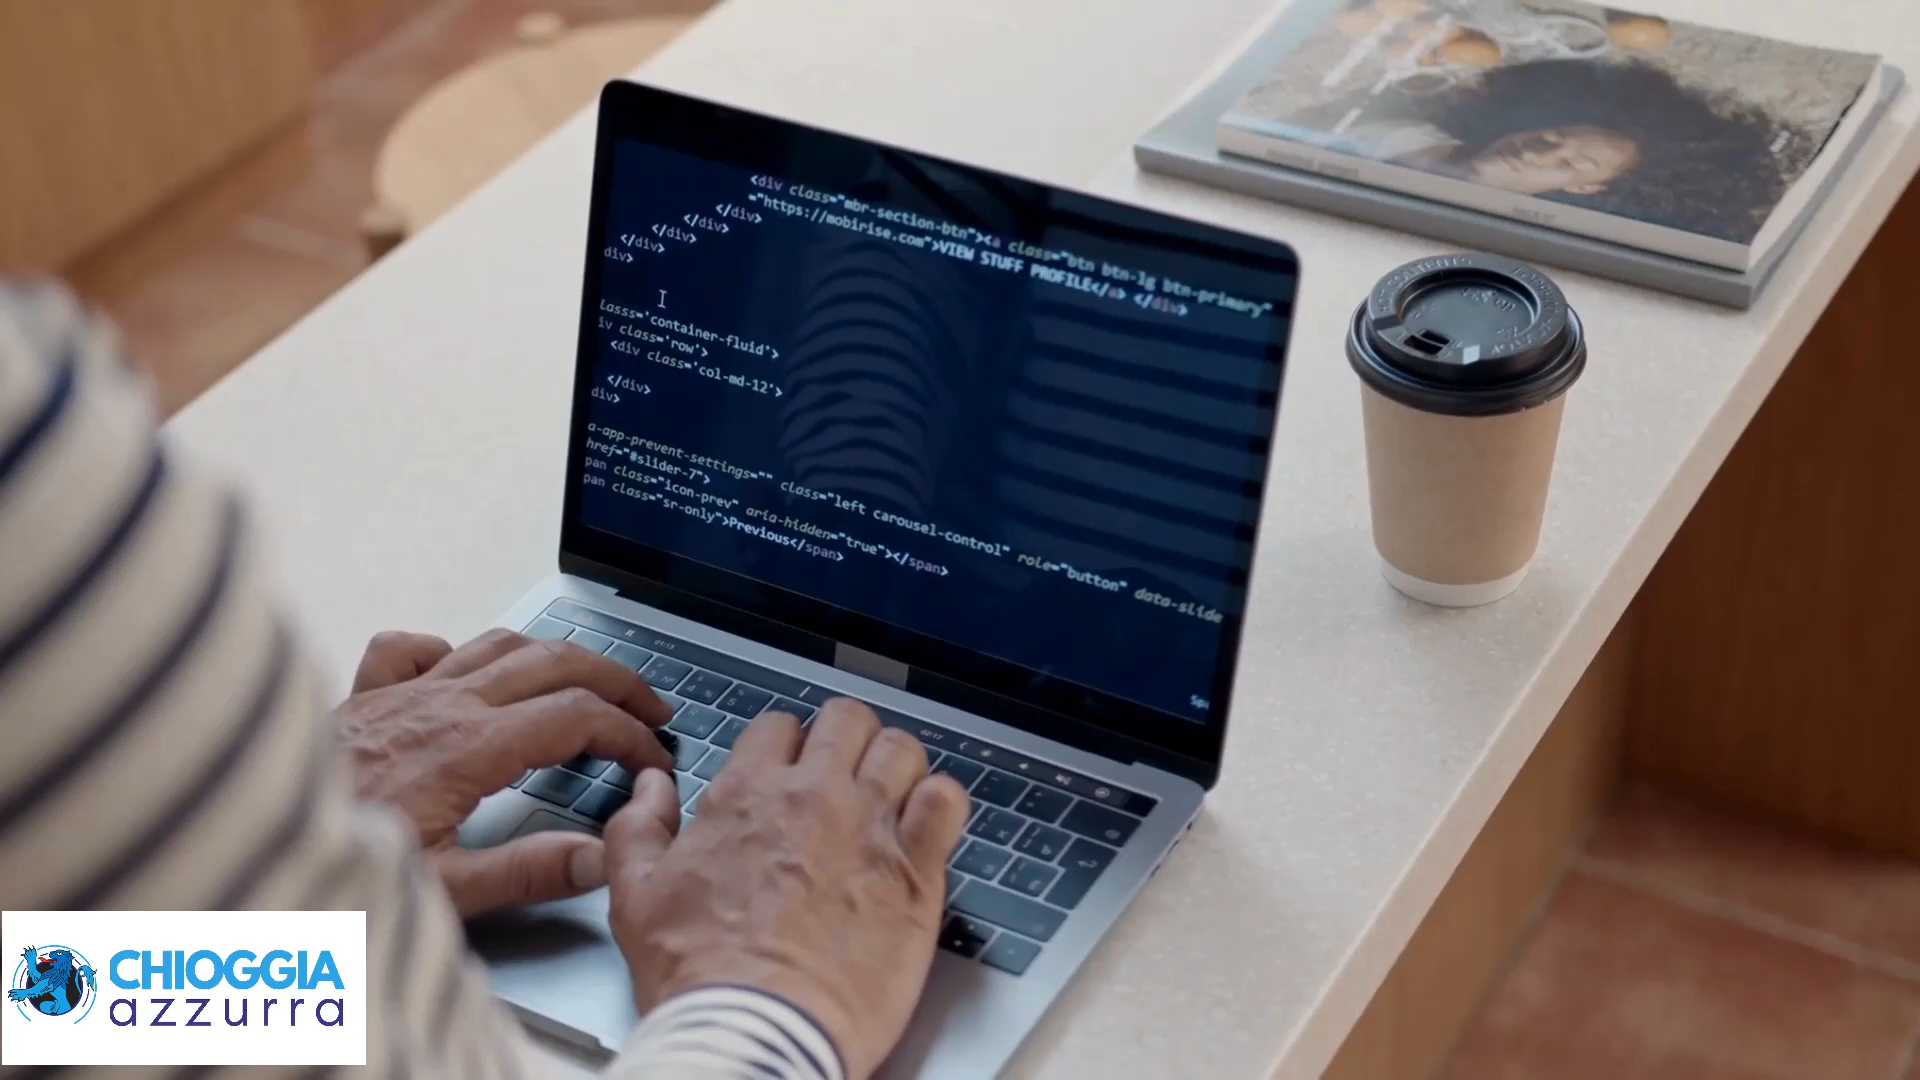 <div class="mbr-section-btn"><a class="btn btn-lg btn-primary"
="https://mobirise.com">VIEW STUFF PROFILE</a> </div>
</div>
</div>
</div>
</div>
div>
lass='container-fluid'>
iv class='row'>
<div class='col-md-12'>
</div>
div>
a-app-prevent-settings="" class="left carousel-control" role="button" data-slide
href="#slider-7">
pan class="icon-prev" aria-hidden="true"></span>
pan class="sr-only">Previous</span>
CHIOGGIA
azzurra